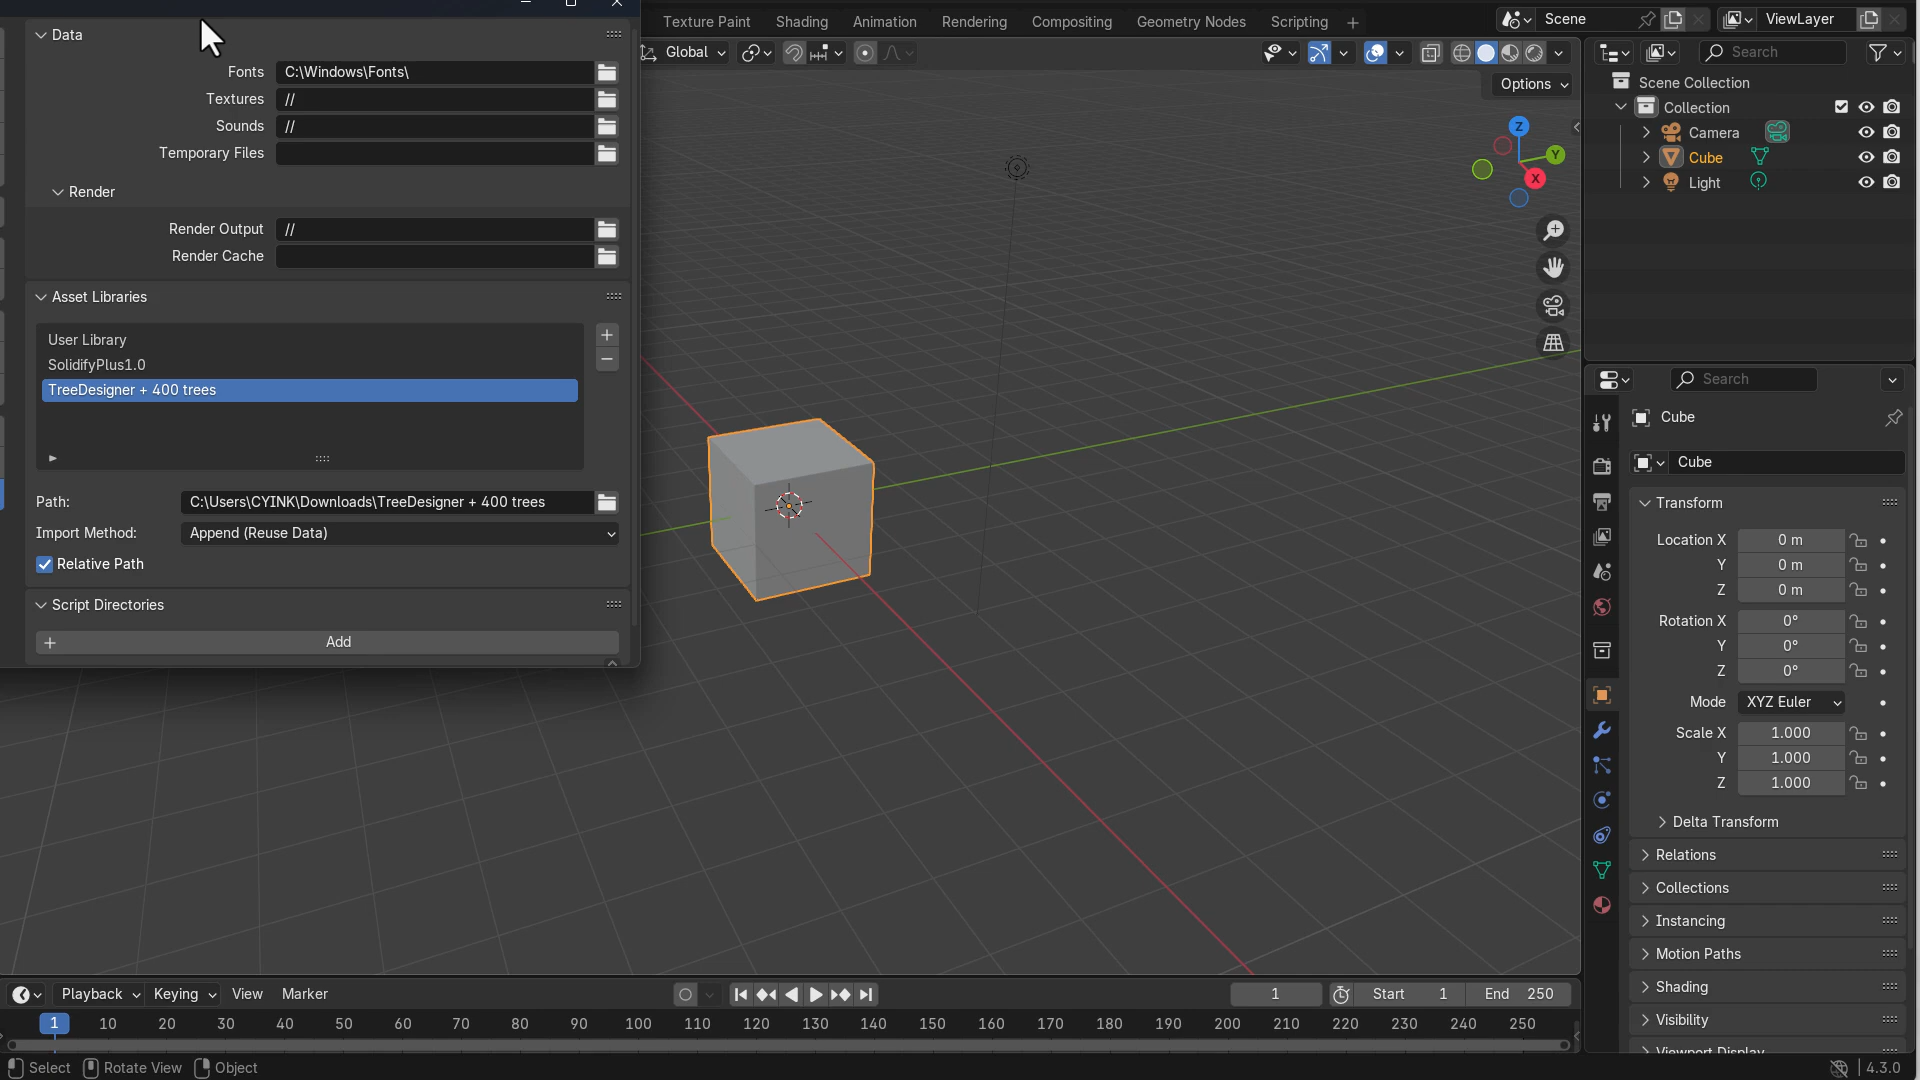 Texture Paint Shading Animation Rendering Compositing Geometry Nodes Scripting
Scene
ViewLayer
Global
Options
Z
Y
X
Search
Scene Collection
Collection
Camera
Cube
Light
Data
Fonts C:\Windows\Fonts\
Textures //
Sounds //
Temporary Files
Render
Render Output //
Render Cache
Asset Libraries
User Library
SolidifyPlus1.0
TreeDesigner + 400 trees
Path: C:\Users\CYINK\Downloads\TreeDesigner + 400 trees
Import Method: Append (Reuse Data)
Relative Path
Script Directories
Add
Search
Cube
Cube
Transform
Location X 0 m
Y 0 m
Z 0 m
Rotation X 0°
Y 0°
Z 0°
Mode XYZ Euler
Scale X 1.000
Y 1.000
Z 1.000
Delta Transform
Relations
Collections
Instancing
Motion Paths
Shading
Visibility
Viewport Display
Playback Keying View Marker
1 Start 1 End 250
1 10 20 30 40 50 60 70 80 90 100 110 120 130 140 150 160 170 180 190 200 210 220 230 240 250
Select Rotate View Object
4.3.0